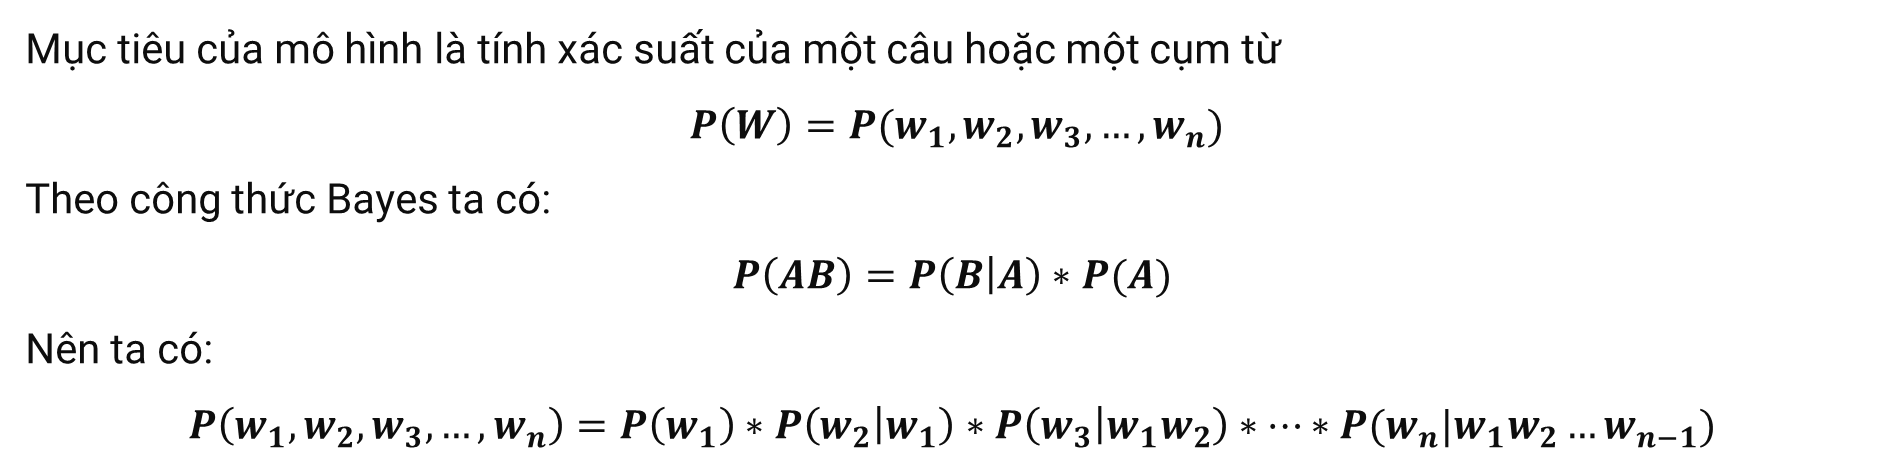 Mục tiêu của mô hình là tính xác suất của một câu hoặc một cụm từ
P(W) = P(w₁, w₂, w₃, … , wₙ)
Theo công thức Bayes ta có:
P(AB) = P(B|A) ∗ P(A)
Nên ta có:
P(w₁, w₂, w₃, … , wₙ) = P(w₁) ∗ P(w₂|w₁) ∗ P(w₃|w₁w₂) ∗ ⋯ ∗ P(wₙ|w₁w₂ … wₙ₋₁)